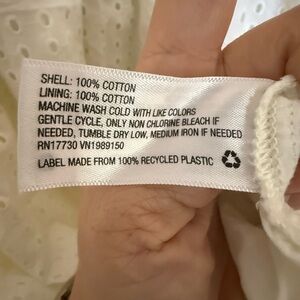 SHELL: 100% COTTON
LINING: 100% COTTON
MACHINE WASH COLD WITH LIKE COLORS
GENTLE CYCLE, ONLY NON CHLORINE BLEACH IF
NEEDED, TUMBLE DRY LOW, MEDIUM IRON IF NEEDED
RN17730 VN1989150
LABEL MADE FROM 100% RECYCLED PLASTIC